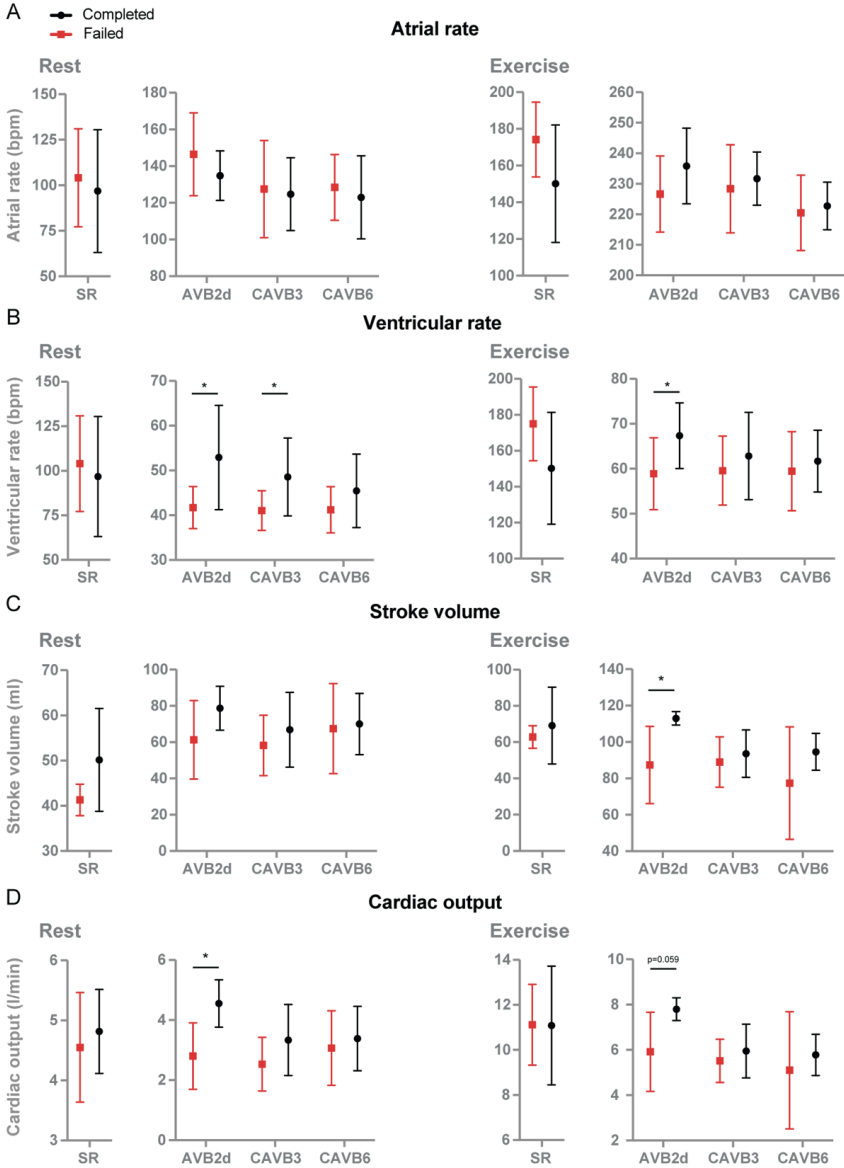 A
Completed
Failed
Atrial rate
Rest
Exercise
Atrial rate (bpm)
150
125
100
75
50
SR
180
160
140
120
100
80
AVB2d CAVB3 CAVB6
200
180
160
140
120
100
SR
260
250
240
230
220
210
200
AVB2d CAVB3 CAVB6
B
Ventricular rate
Rest
Exercise
Ventricular rate (bpm)
150
125
100
75
50
SR
70
60
50
40
30
* *
AVB2d CAVB3 CAVB6
200
175
150
125
100
SR
80
70
60
50
40
*
AVB2d CAVB3 CAVB6
C
Stroke volume
Rest
Exercise
Stroke volume (ml)
70
60
50
40
30
SR
100
80
60
40
20
0
AVB2d CAVB3 CAVB6
100
80
60
40
20
0
SR
140
120
100
80
60
40
*
AVB2d CAVB3 CAVB6
D
Cardiac output
Rest
Exercise
Cardiac output (l/min)
6
5
4
3
SR
6
4
2
0
*
AVB2d CAVB3 CAVB6
14
12
10
8
6
SR
10
8
6
4
2
p=0.059
AVB2d CAVB3 CAVB6